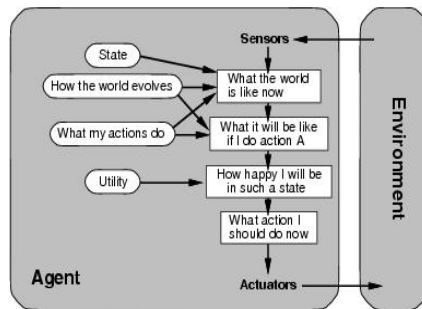 Sensors
State
What the world
is like now
How the world evolves
What my actions do
What it will be like
if I do action A
Utility
How happy I will be
in such a state
What action I
should do now
Agent
Actuators
Environment